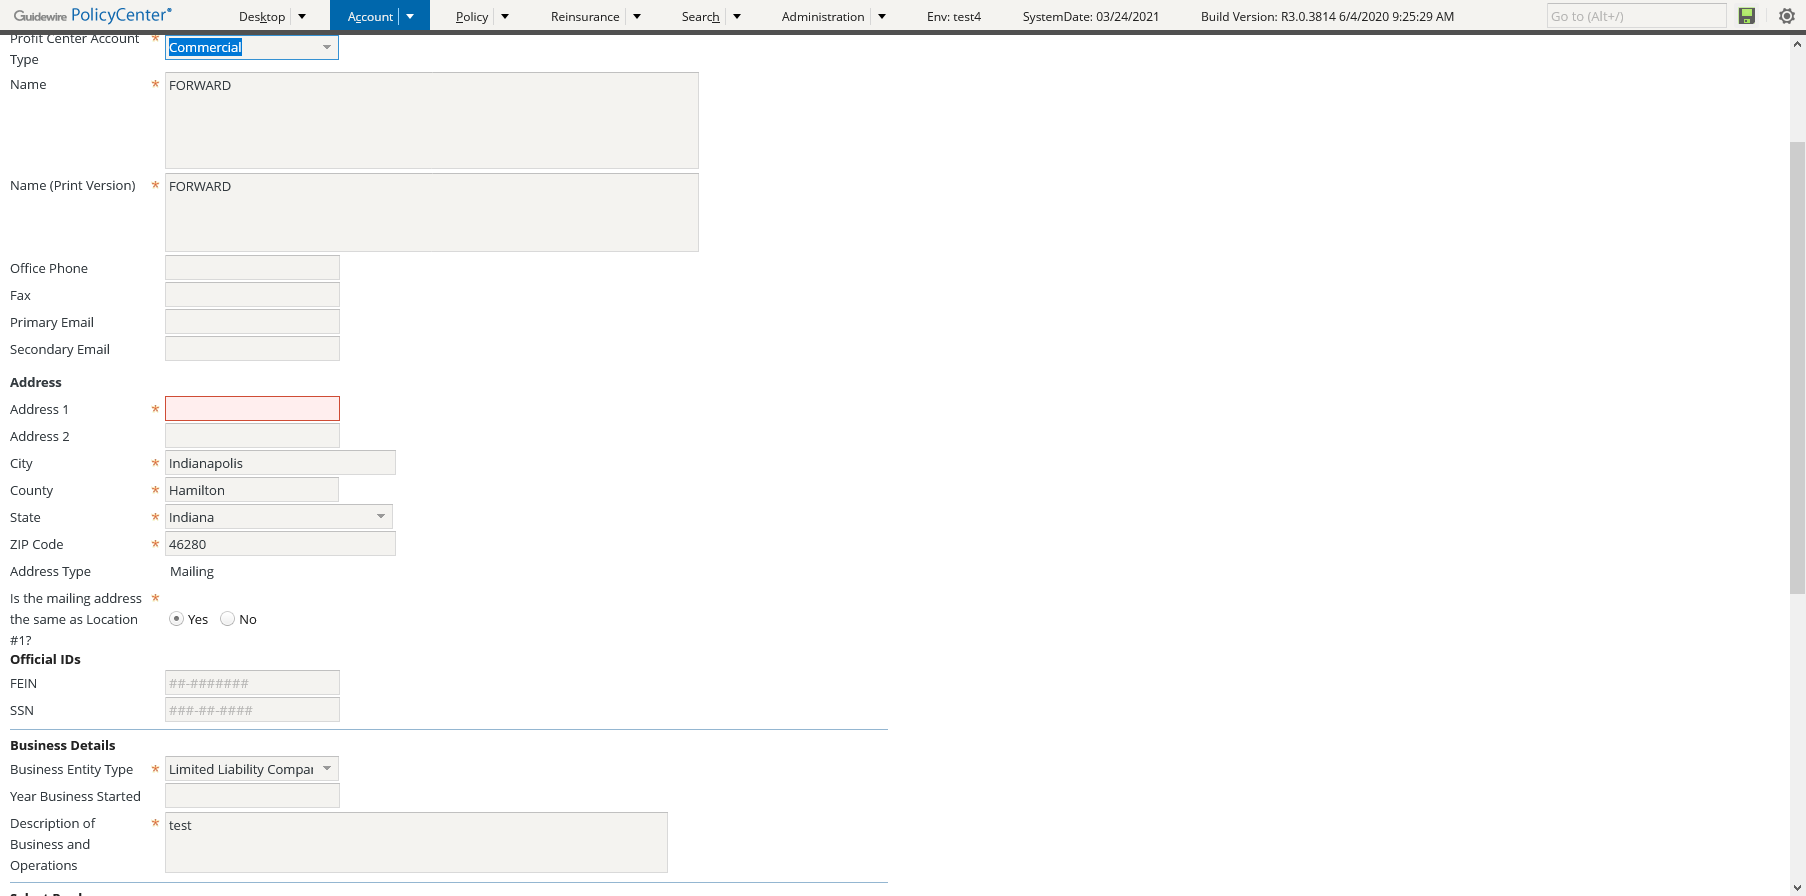 Guidewire PolicyCenter® Desktop Account Policy Reinsurance Search Administration Env: test4 SystemDate: 03/24/2021 Build Version: R3.0.3814 6/4/2020 9:25:29 AM Go to (Alt+/)
Profit Center Account * Commercial
Type
Name * FORWARD
Name (Print Version) * FORWARD
Office Phone
Fax
Primary Email
Secondary Email
Address
Address 1 *
Address 2
City * Indianapolis
County * Hamilton
State * Indiana
ZIP Code * 46280
Address Type Mailing
Is the mailing address *
the same as Location Yes No
#1?
Official IDs
FEIN ##-#######
SSN ###-##-####
Business Details
Business Entity Type * Limited Liability Compar
Year Business Started
Description of * test
Business and
Operations